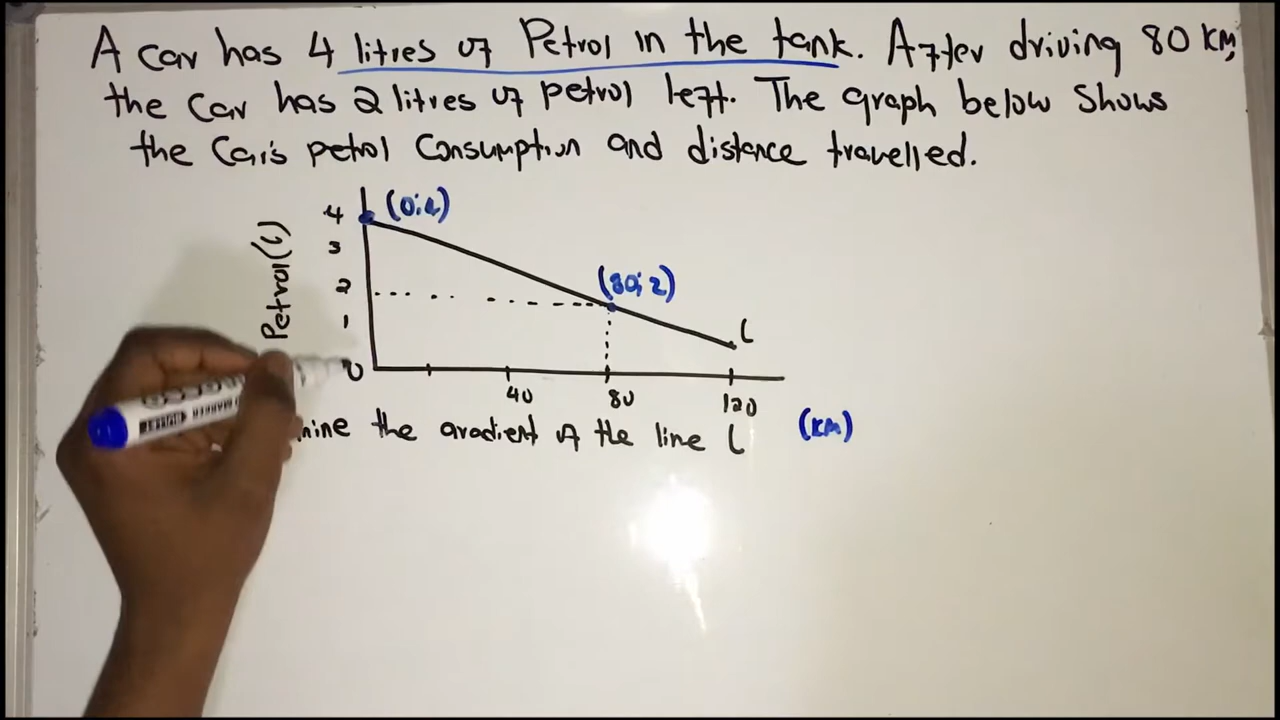 A car has 4 litres of Petrol in the tank. After driving 80 km,
the Car has 2 litres of petrol left. The graph below Shows
the Car's petrol Consumption and distance travelled.
4 (0;4)
3
Petrol(l)
2 (80;2)
1 L
0
40 80 120
the gradient of the line L (km)